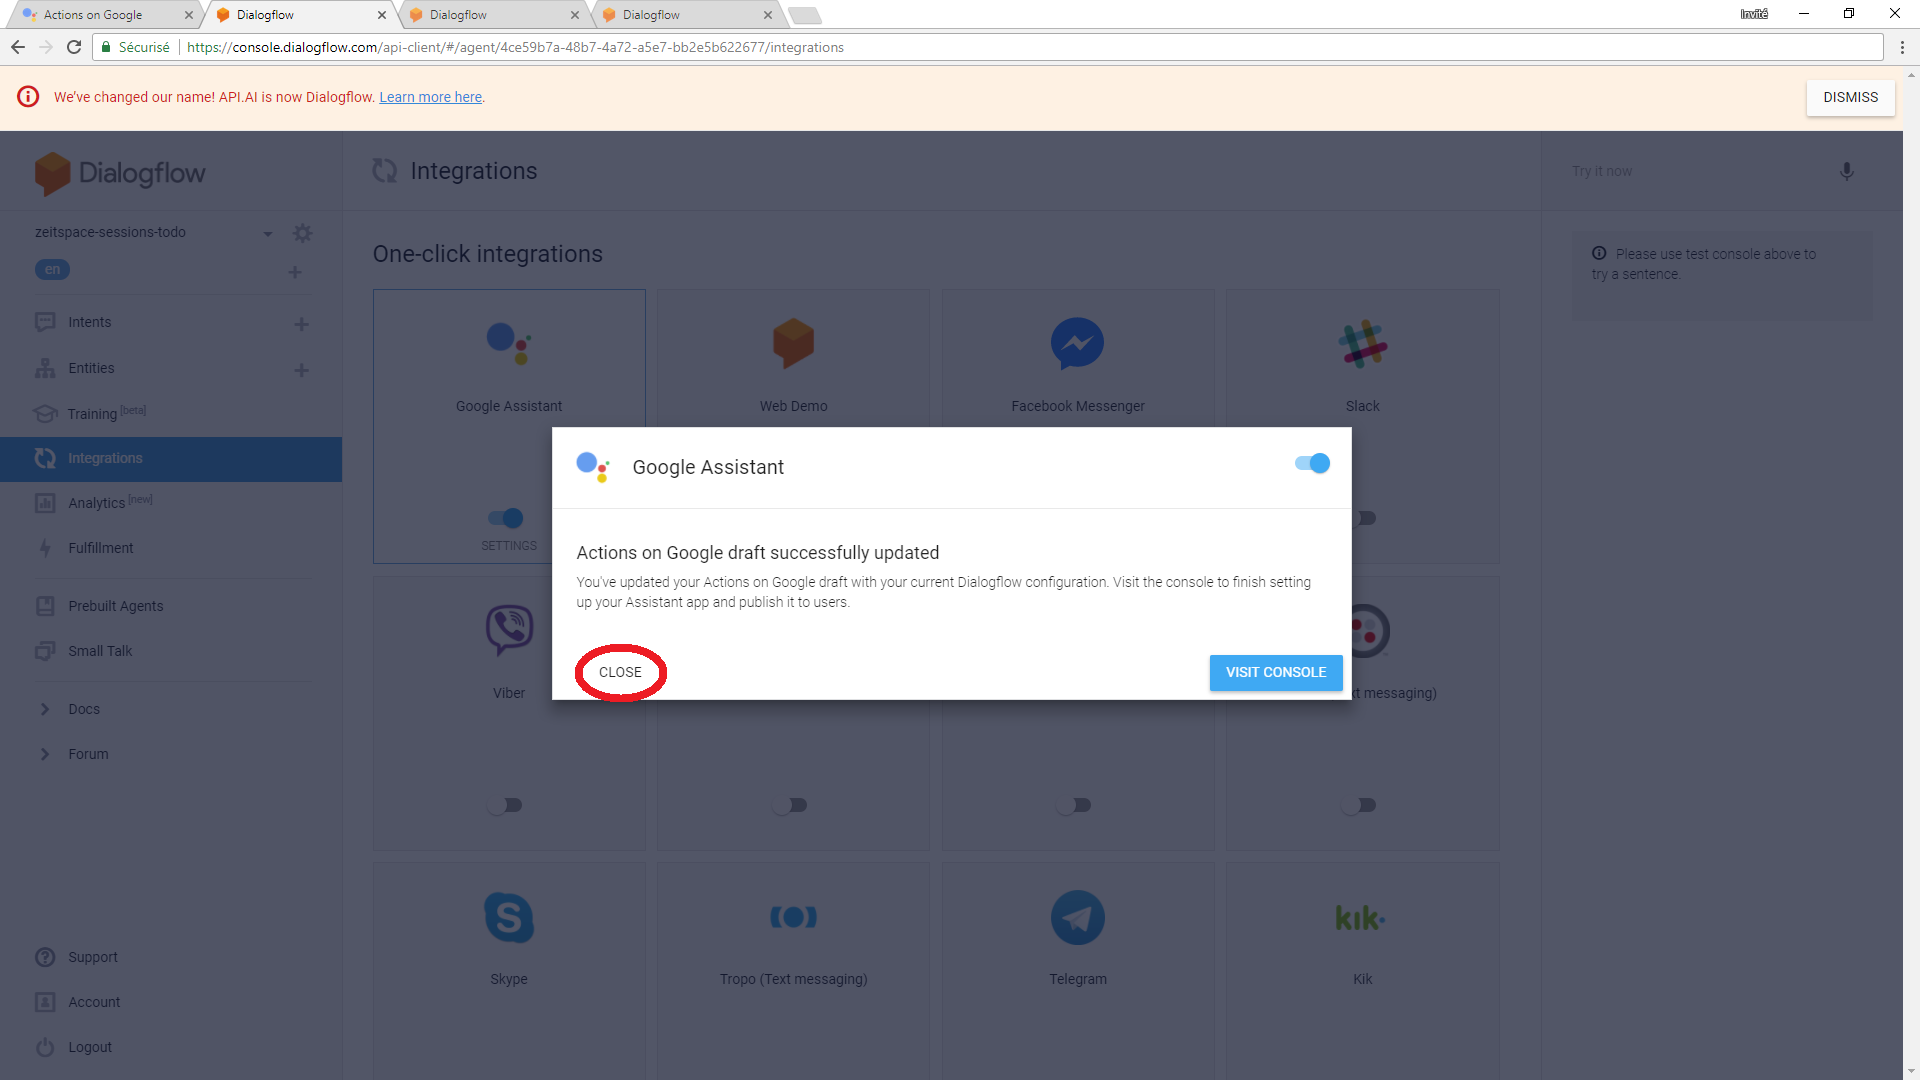 Actions on Google
Dialogflow
Dialogflow
Dialogflow
Invité
Sécurisé
https://console.dialogflow.com/api-client/#/agent/4ce59b7a-48b7-4a72-a5e7-bb2e5b622677/integrations
We've changed our name! API.AI is now Dialogflow. Learn more here.
DISMISS
Dialogflow
Integrations
Try it now
zeitspace-sessions-todo
en
One-click integrations
Please use test console above to
try a sentence.
Intents
Entities
Training [beta]
Integrations
Analytics [new]
Fulfillment
Prebuilt Agents
Small Talk
Docs
Forum
Support
Account
Logout
Google Assistant
Web Demo
Facebook Messenger
Slack
SETTINGS
Google Assistant
Actions on Google draft successfully updated
You've updated your Actions on Google draft with your current Dialogflow configuration. Visit the console to finish setting
up your Assistant app and publish it to users.
CLOSE
VISIT CONSOLE
Viber
xt messaging)
Skype
Tropo (Text messaging)
Telegram
kik
Kik